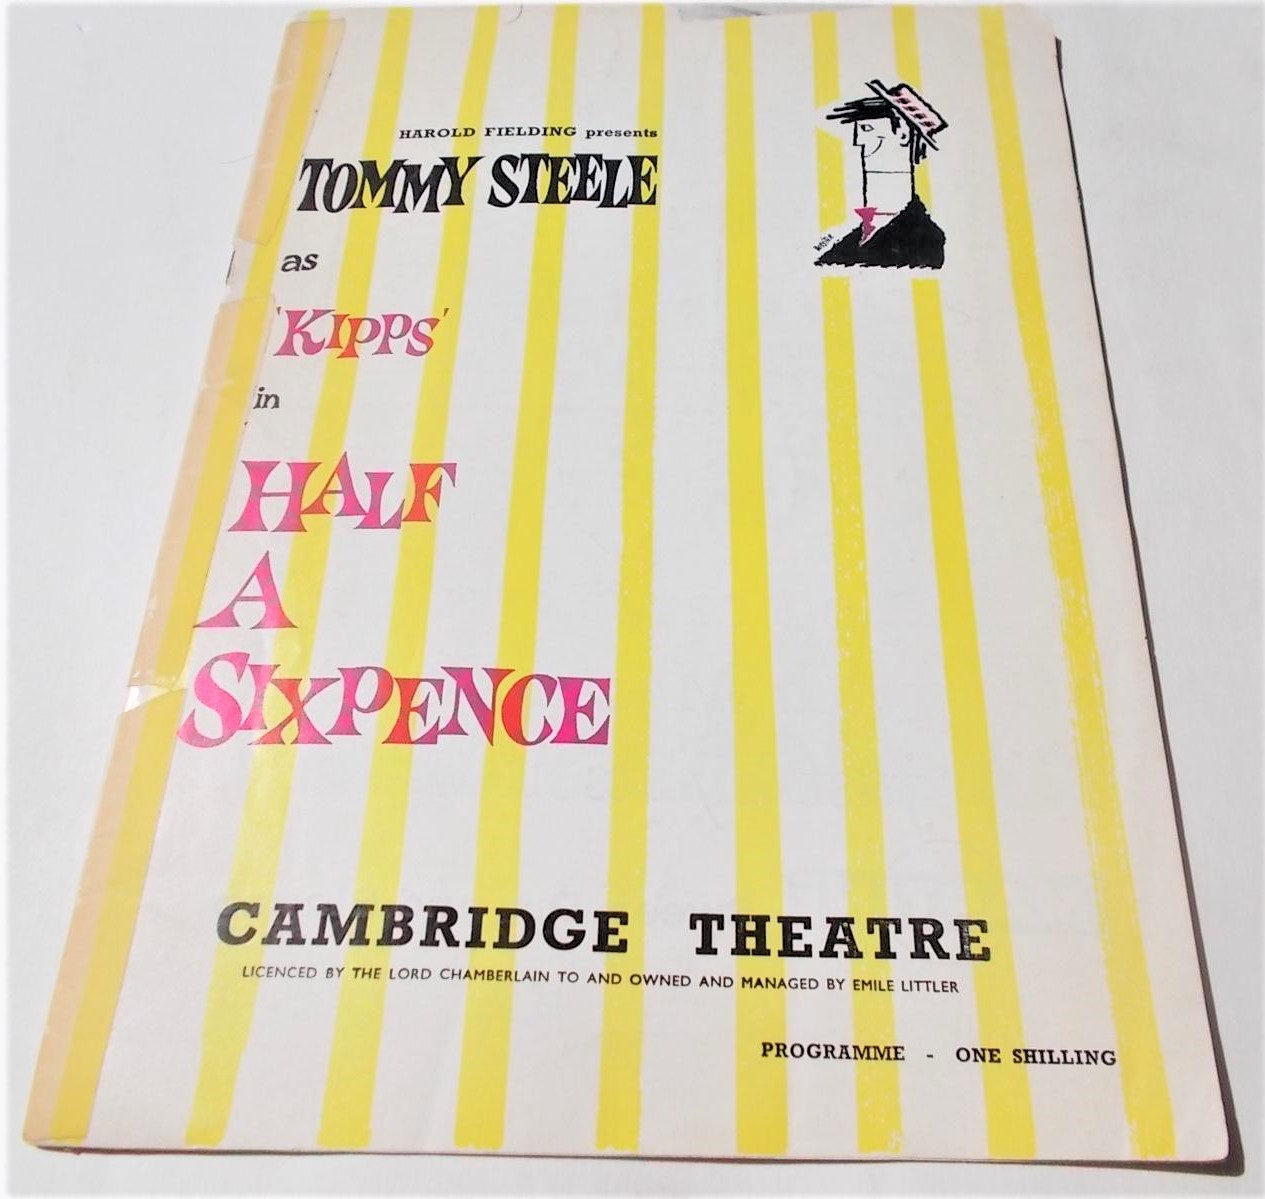 HAROLD FIELDING presents
TOMMY STEELE
as
'KIPPS'
in
HALF
A
SIXPENCE
CAMBRIDGE THEATRE
LICENCED BY THE LORD CHAMBERLAIN TO AND OWNED AND MANAGED BY EMILE LITTLER
PROGRAMME - ONE SHILLING